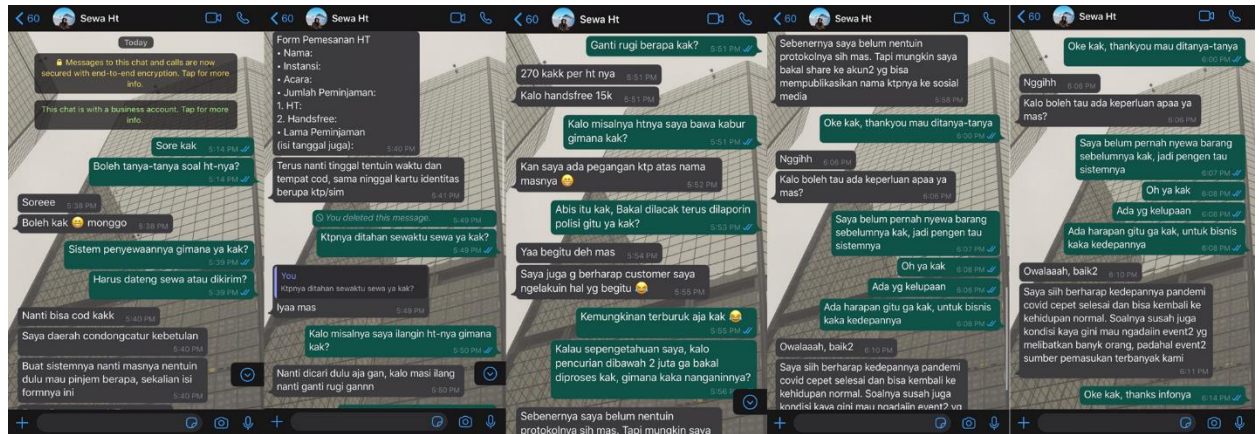 60
Sewa Ht
Today
Messages to this chat and calls are now
secured with end-to-end encryption. Tap for more
info.
This chat is with a business account. Tap for more
info.
Sore kak 5:14 PM
Boleh tanya-tanya soal ht-nya?
5:14 PM
Soreee 5:38 PM
Boleh kak 😄 monggo 5:38 PM
Sistem penyewaannya gimana ya kak?
5:39 PM
Harus dateng sewa atau dikirim?
5:39 PM
Nanti bisa cod kakk 5:40 PM
Saya daerah condongcatur kebetulan
5:40 PM
Buat sistemnya nanti masnya nentuin
dulu mau pinjem berapa, sekalian isi
formnya ini 5:40 PM
60
Sewa Ht
Form Pemesanan HT
• Nama:
• Instansi:
• Acara:
• Jumlah Peminjaman:
1. HT:
2. Handsfree:
• Lama Peminjaman
(isi tanggal juga): 5:40 PM
Terus nanti tinggal tentuin waktu dan
tempat cod, sama ninggal kartu identitas
berupa ktp/sim 5:41 PM
You deleted this message. 5:49 PM
Ktpnya ditahan sewaktu sewa ya kak?
5:49 PM
You
Ktpnya ditahan sewaktu sewa ya kak?
Iyaa mas 5:49 PM
Kalo misalnya saya ilangin ht-nya gimana
kak? 5:50 PM
Nanti dicari dulu aja gan, kalo masi ilang
nanti ganti rugi gannn 5:50 PM
60
Sewa Ht
Ganti rugi berapa kak? 5:51 PM
270 kakk per ht nya 5:51 PM
Kalo handsfree 15k 5:51 PM
Kalo misalnya htnya saya bawa kabur
gimana kak? 5:51 PM
Kan saya ada pegangan ktp atas nama
masnya 😄 5:52 PM
Abis itu kak, Bakal dilacak terus dilaporin
polisi gitu ya kak? 5:53 PM
Yaa begitu deh mas 5:54 PM
Saya juga g berharap customer saya
ngelakuin hal yg begitu 😂 5:55 PM
Kemungkinan terburuk aja kak 😂
5:55 PM
Kalau sepengetahuan saya, kalo
pencurian dibawah 2 juta ga bakal
diproses kak, gimana kaka nanganinnya?
5:56
Sebenernya saya belum nentuin
protokolnya sih mas. Tapi mungkin saya
60
Sewa Ht
Sebenernya saya belum nentuin
protokolnya sih mas. Tapi mungkin saya
bakal share ke akun2 yg bisa
mempublikasikan nama ktpnya ke sosial
media 5:58 PM
Oke kak, thankyou mau ditanya-tanya
6:00 PM
Nggihh 6:06 PM
Kalo boleh tau ada keperluan apaa ya
mas? 6:06 PM
Saya belum pernah nyewa barang
sebelumnya kak, jadi pengen tau
sistemnya 6:07 PM
Oh ya kak 6:08 PM
Ada yg kelupaan 6:08 PM
Ada harapan gitu ga kak, untuk bisnis
kaka kedepannya 6:08 PM
Owalaaah, baik2 6:10 PM
Saya siih berharap kedepannya pandemi
covid cepet selesai dan bisa kembali ke
kehidupan normal. Soalnya susah juga
kondisi kaya gini mau ngadaiin event2 yg
60
Sewa Ht
Oke kak, thankyou mau ditanya-tanya
6:00 PM
Nggihh 6:06 PM
Kalo boleh tau ada keperluan apaa ya
mas? 6:06 PM
Saya belum pernah nyewa barang
sebelumnya kak, jadi pengen tau
sistemnya 6:07 PM
Oh ya kak 6:08 PM
Ada yg kelupaan 6:08 PM
Ada harapan gitu ga kak, untuk bisnis
kaka kedepannya 6:08 PM
Owalaaah, baik2 6:10 PM
Saya siih berharap kedepannya pandemi
covid cepet selesai dan bisa kembali ke
kehidupan normal. Soalnya susah juga
kondisi kaya gini mau ngadaiin event2 yg
melibatkan banyk orang, padahal event2
sumber pemasukan terbanyak kami
6:11 PM
Oke kak, thanks infonya 6:14 PM